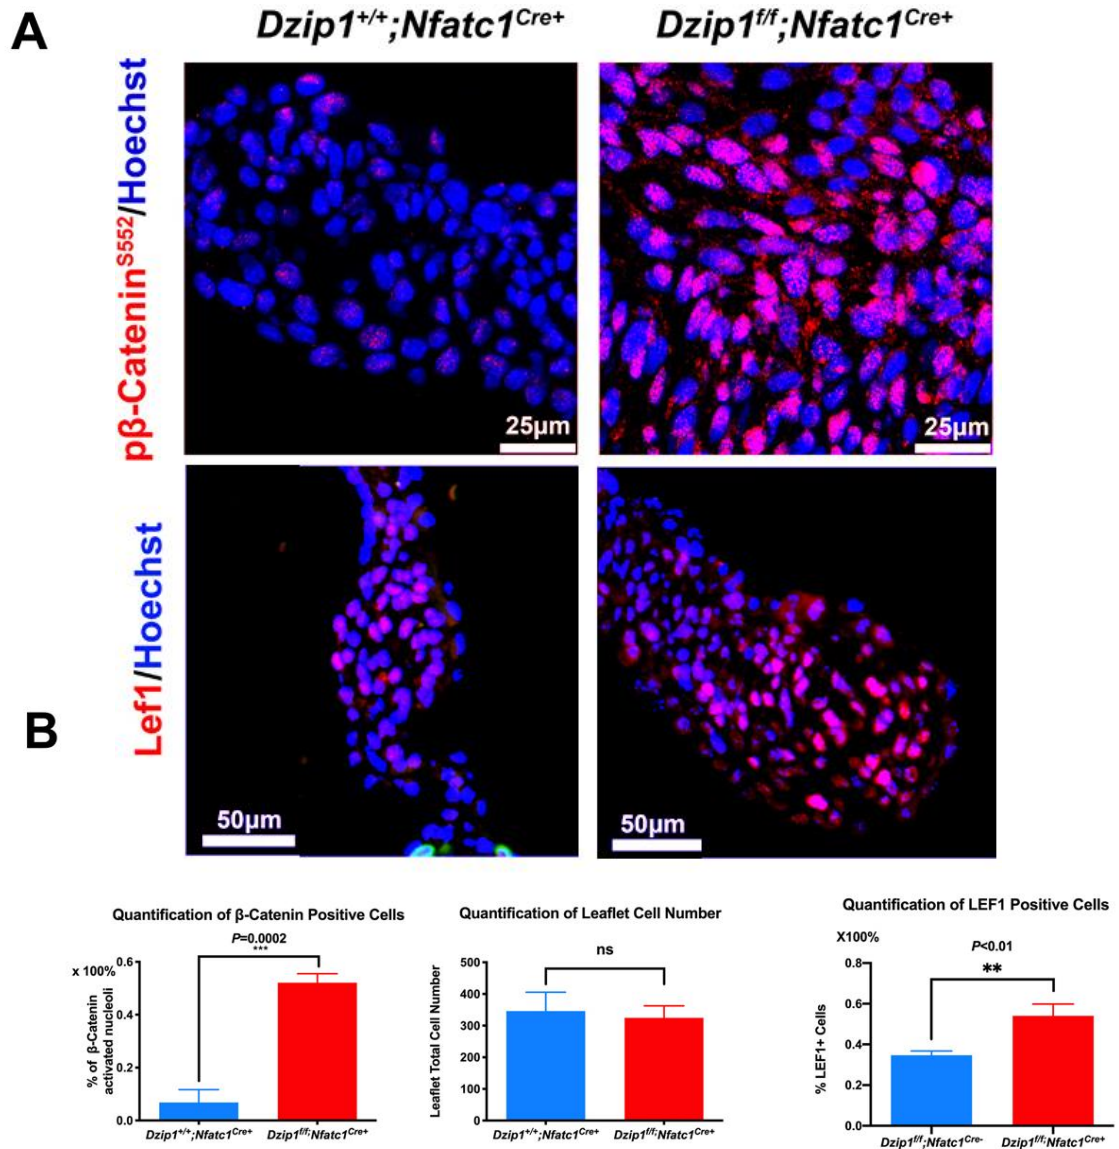 A
Dzip1+/+;Nfatc1Cre+
Dzip1f/f;Nfatc1Cre+
pβ-CateninS552/Hoechst
25µm
25µm
Lef1/Hoechst
50µm
50µm
B
Quantification of β-Catenin Positive Cells
P=0.0002
***
x 100%
% of β-Catenin
activated nucleoli
0.6
0.4
0.2
0.0
Dzip1+/+;Nfatc1Cre+
Dzip1f/f;Nfatc1Cre+
Quantification of Leaflet Cell Number
ns
Leaflet Total Cell Number
500
400
300
200
100
0
Dzip1+/+;Nfatc1Cre+
Dzip1f/f;Nfatc1Cre+
Quantification of LEF1 Positive Cells
X100%
P<0.01
**
% LEF1+ Cells
0.8
0.6
0.4
0.2
0.0
Dzip1f/f;Nfatc1Cre-
Dzip1f/f;Nfatc1Cre+